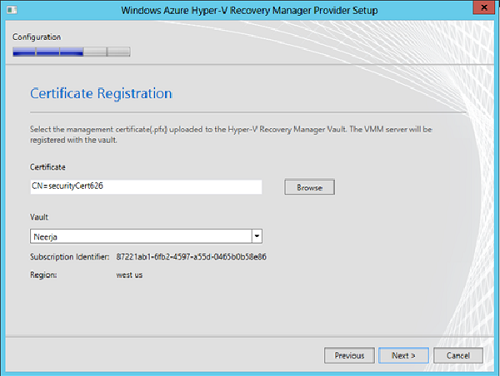 Windows Azure Hyper-V Recovery Manager Provider Setup
Configuration
Certificate Registration
Select the management certificate(.pfx) uploaded to the Hyper-V Recovery Manager Vault. The VMM server will be
registered with the vault.
Certificate
CN=securityCert626
Browse
Vault
Neerja
Subscription Identifier: 87221ab1-6fb2-4597-a55d-0465b0b58e86
Region: west us
Previous
Next >
Cancel